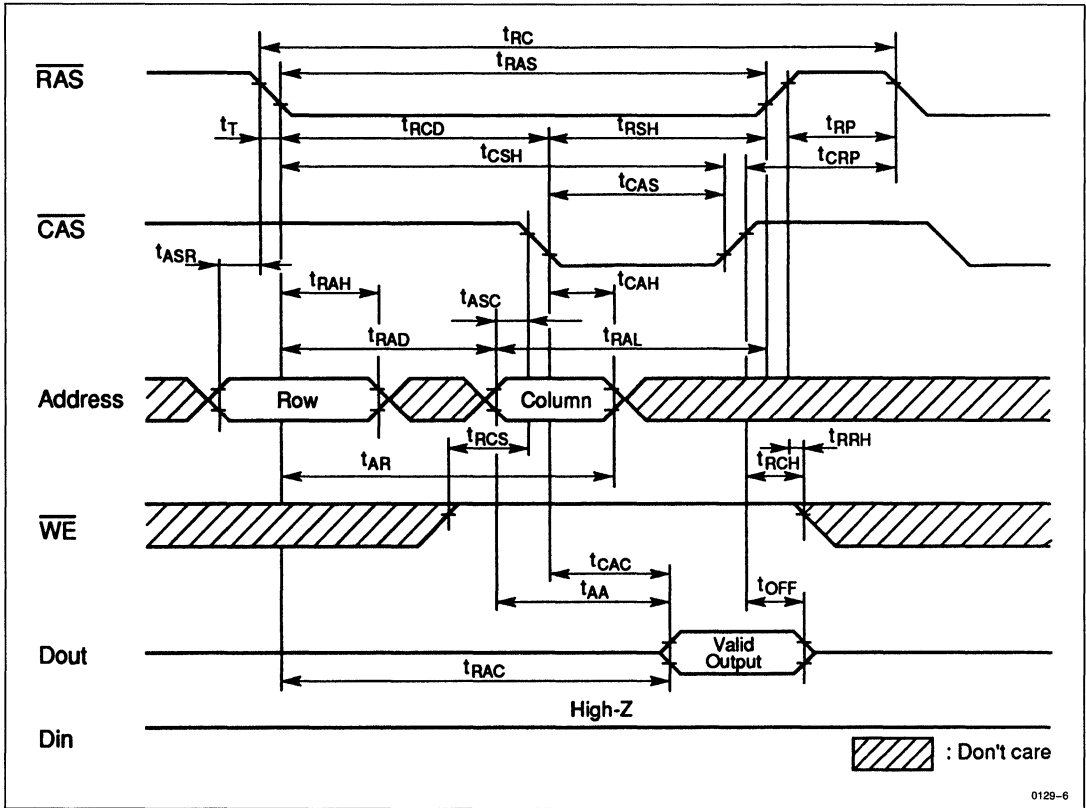 tRC
RAS
tRAS
tT
tRCD
tRSH
tRP
tCSH
tCRP
tCAS
CAS
tASR
tRAH
tASC
tCAH
tRAD
tRAL
Address
Row
Column
tRCS
tRRH
tAR
tRCH
WE
tCAC
tAA
tOFF
Dout
Valid
Output
tRAC
High-Z
Din
: Don't care
0129-6